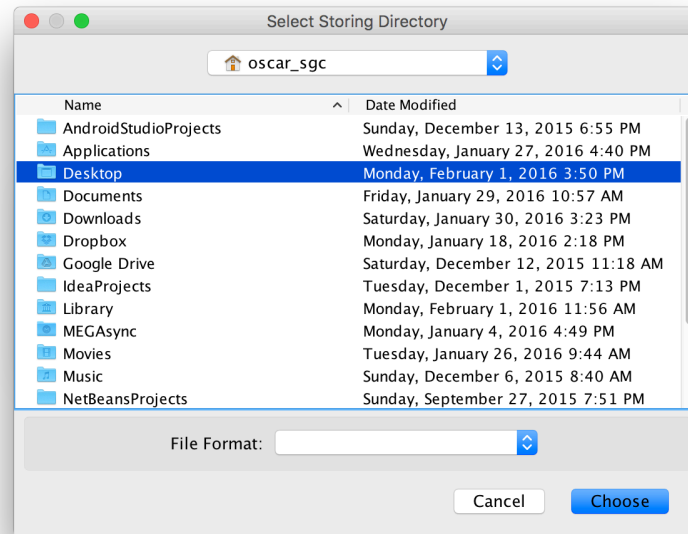 Select Storing Directory
oscar_sgc
Name Date Modified
AndroidStudioProjects Sunday, December 13, 2015 6:55 PM
Applications Wednesday, January 27, 2016 4:40 PM
Desktop Monday, February 1, 2016 3:50 PM
Documents Friday, January 29, 2016 10:57 AM
Downloads Saturday, January 30, 2016 3:23 PM
Dropbox Monday, January 18, 2016 2:18 PM
Google Drive Saturday, December 12, 2015 11:18 AM
IdeaProjects Tuesday, December 1, 2015 7:13 PM
Library Monday, February 1, 2016 11:56 AM
MEGAsync Monday, January 4, 2016 4:49 PM
Movies Tuesday, January 26, 2016 9:44 AM
Music Sunday, December 6, 2015 8:40 AM
NetBeansProjects Sunday, September 27, 2015 7:51 PM
File Format:
Cancel Choose